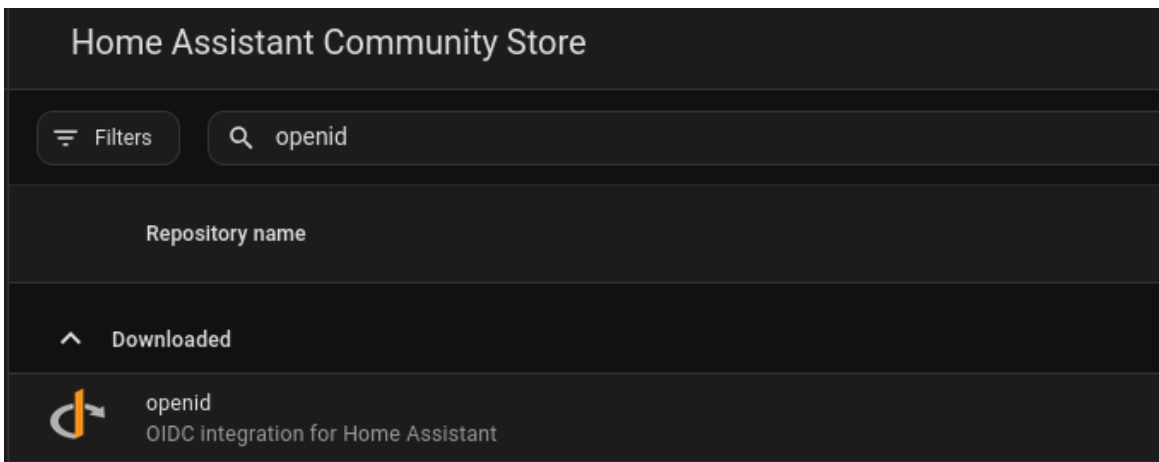 Home Assistant Community Store
Filters
openid
Repository name
Downloaded
openid
OIDC integration for Home Assistant